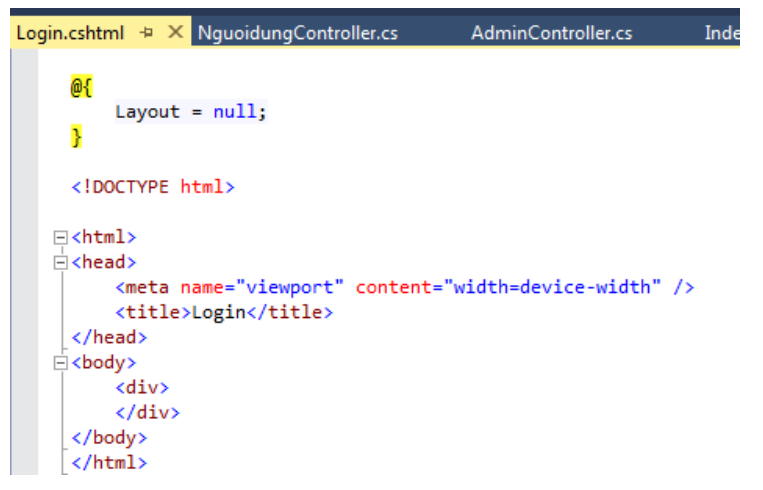 Login.cshtml NguoidungController.cs AdminController.cs Inde
@{
Layout = null;
}
<!DOCTYPE html>
<html>
<head>
<meta name="viewport" content="width=device-width" />
<title>Login</title>
</head>
<body>
<div>
</div>
</body>
</html>